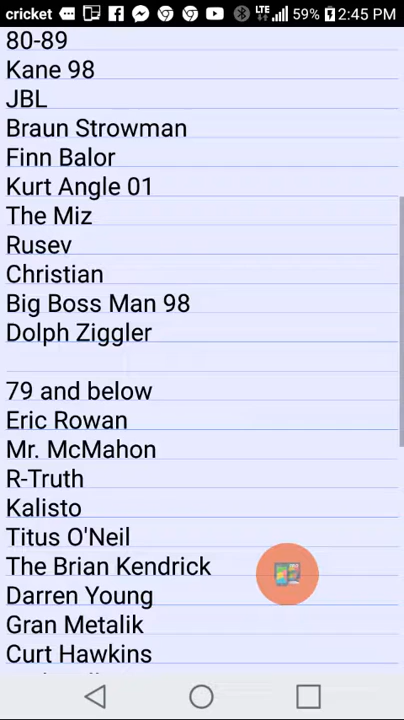 cricket LTE 59% 2:45 PM
80-89
Kane 98
JBL
Braun Strowman
Finn Balor
Kurt Angle 01
The Miz
Rusev
Christian
Big Boss Man 98
Dolph Ziggler
79 and below
Eric Rowan
Mr. McMahon
R-Truth
Kalisto
Titus O'Neil
The Brian Kendrick
Darren Young
Gran Metalik
Curt Hawkins